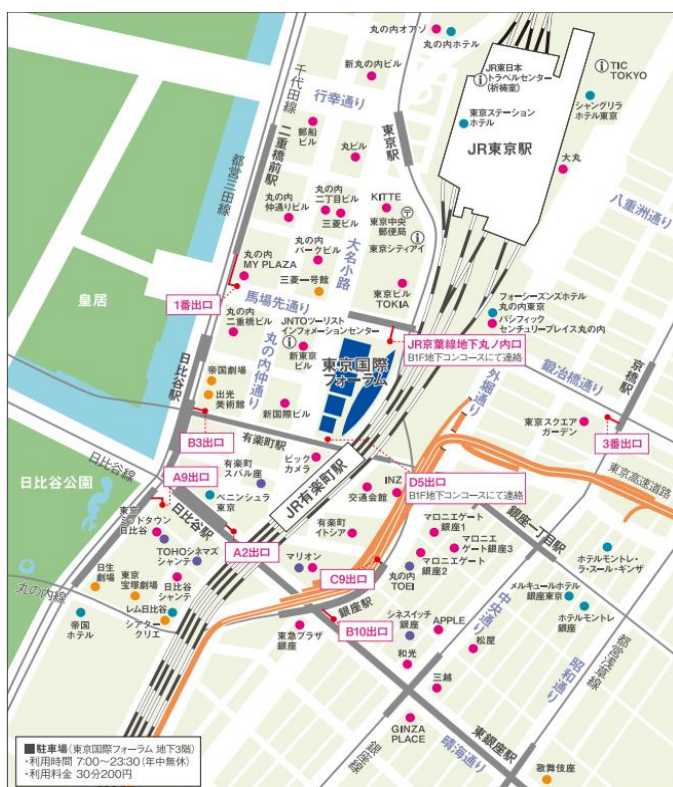 丸の内オアゾ
丸の内ホテル
新丸の内ビル
千代田線
行幸通り
JR東日本
トラベルセンター
(祈祷室)
TIC
TOKYO
シャングリラ
ホテル東京
東京ステーション
ホテル
JR東京駅
東京駅
郵船
ビル
丸ビル
二重橋前駅
都営三田線
大丸
八重洲通り
丸の内
仲通りビル
丸の内
二丁目ビル
三菱ビル
KITTE
東京中央
郵便局
東京シティアイ
大名小路
丸の内
パークビル
丸の内
MY PLAZA
三菱一号館
皇居
1番出口
馬場先通り
東京ビル
TOKIA
フォーシーズンズホテル
丸の内東京
パシフィック
センチュリープレイス丸の内
丸の内
二重橋ビル
JNTOツーリスト
インフォメーションセンター
新東京
ビル
JR京葉線地下丸ノ内口
B1F地下コンコースにて連絡
東京国際
フォーラム
丸の内仲通り
外堀通り
鍛冶橋通り
京橋駅
日比谷駅
帝国劇場
出光
美術館
新国際ビル
東京スクエア
ガーデン
3番出口
B3出口
有楽町駅
日比谷線
日比谷公園
A9出口
有楽町
スバル座
ビック
カメラ
JR有楽町駅
D5出口
B1F地下コンコースにて連絡
東京高速道路
ペニンシュラ
東京
日比谷駅
INZ
交通会館
マロニエゲート
銀座1
銀座一丁目駅
東京
ミッドタウン
日比谷
有楽町
イトシア
マロニエ
ゲート銀座3
TOHOシネマズ
シャンテ
A2出口
マリオン
C9出口
マロニエゲート
銀座2
ホテルモントレ・
ラ・スール・ギンザ
日生
劇場
東京
宝塚劇場
日比谷
シャンテ
丸の内
TOEI
丸の内線
メルキュールホテル
銀座東京
ホテルモントレ
銀座
レム日比谷
シアター
クリエ
帝国
ホテル
銀座駅
B10出口
シネスイッチ
銀座
APPLE
中央通り
東急プラザ
銀座
松屋
和光
都営浅草線
昭和通り
三越
GINZA
PLACE
東銀座駅
晴海通り
銀座線
歌舞伎座
■駐車場(東京国際フォーラム 地下3階)
・利用時間 7:00～23:30(年中無休)
・利用料金 30分200円